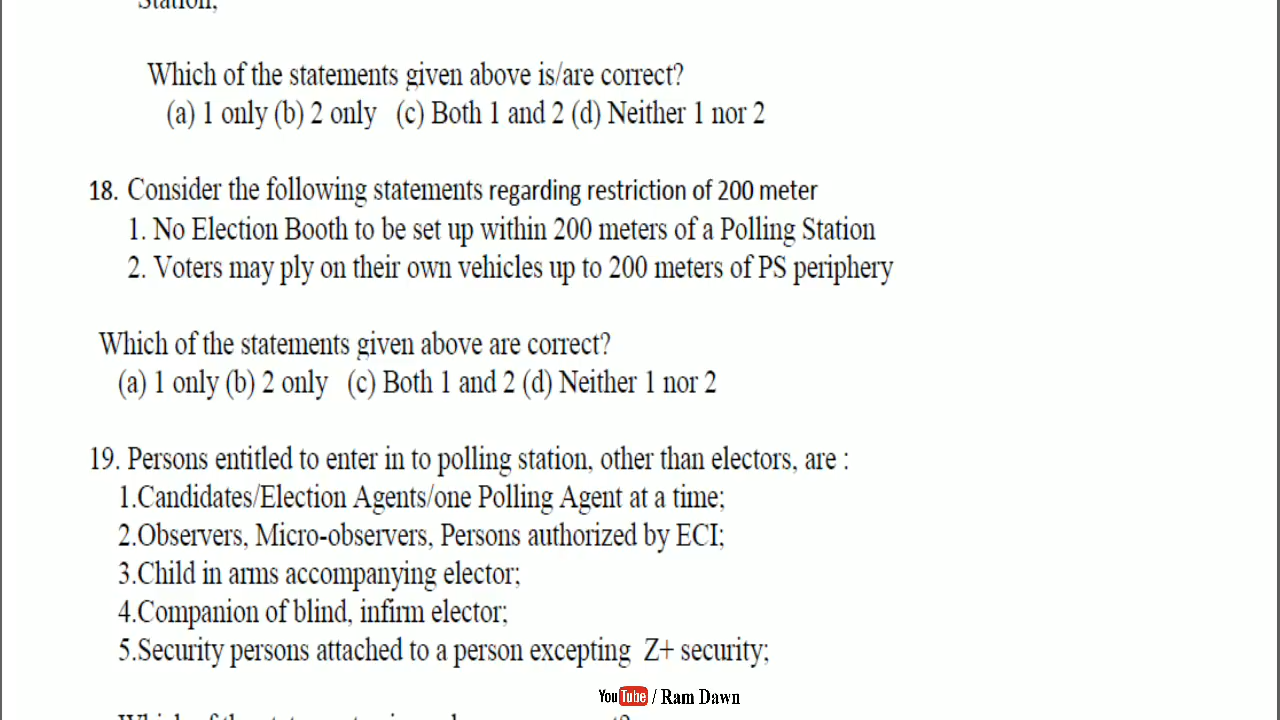 Station;
Which of the statements given above is/are correct?
(a) 1 only (b) 2 only (c) Both 1 and 2 (d) Neither 1 nor 2
18. Consider the following statements regarding restriction of 200 meter
1. No Election Booth to be set up within 200 meters of a Polling Station
2. Voters may ply on their own vehicles up to 200 meters of PS periphery
Which of the statements given above are correct?
(a) 1 only (b) 2 only (c) Both 1 and 2 (d) Neither 1 nor 2
19. Persons entitled to enter in to polling station, other than electors, are :
1.Candidates/Election Agents/one Polling Agent at a time;
2.Observers, Micro-observers, Persons authorized by ECI;
3.Child in arms accompanying elector;
4.Companion of blind, infirm elector;
5.Security persons attached to a person excepting Z+ security;
YouTube / Ram Dawn